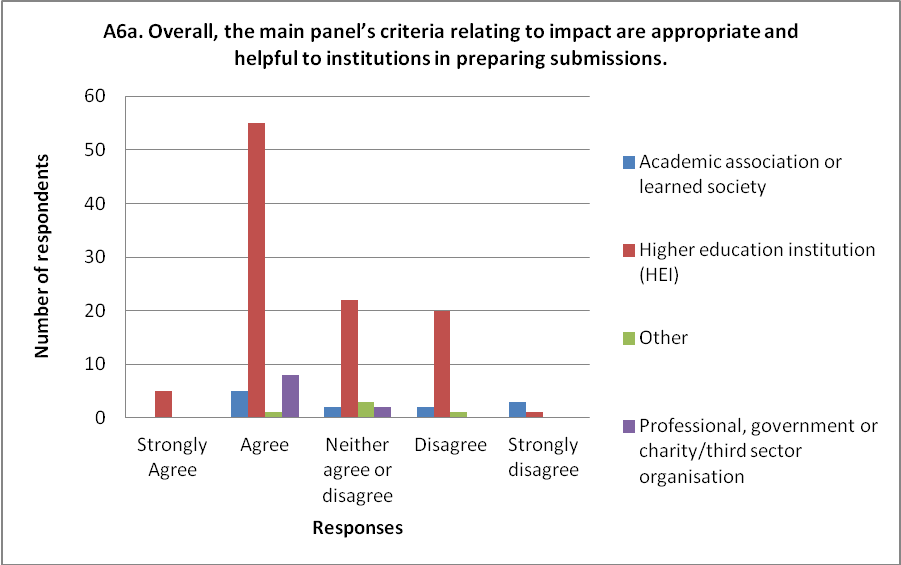 A6a. Overall, the main panel's criteria relating to impact are appropriate and
helpful to institutions in preparing submissions.
60
50
40
30
20
10
0
Number of respondents
Strongly
Agree
Agree
Neither
agree or
disagree
Disagree
Strongly
disagree
Responses
Academic association or
learned society
Higher education institution
(HEI)
Other
Professional, government or
charity/third sector
organisation